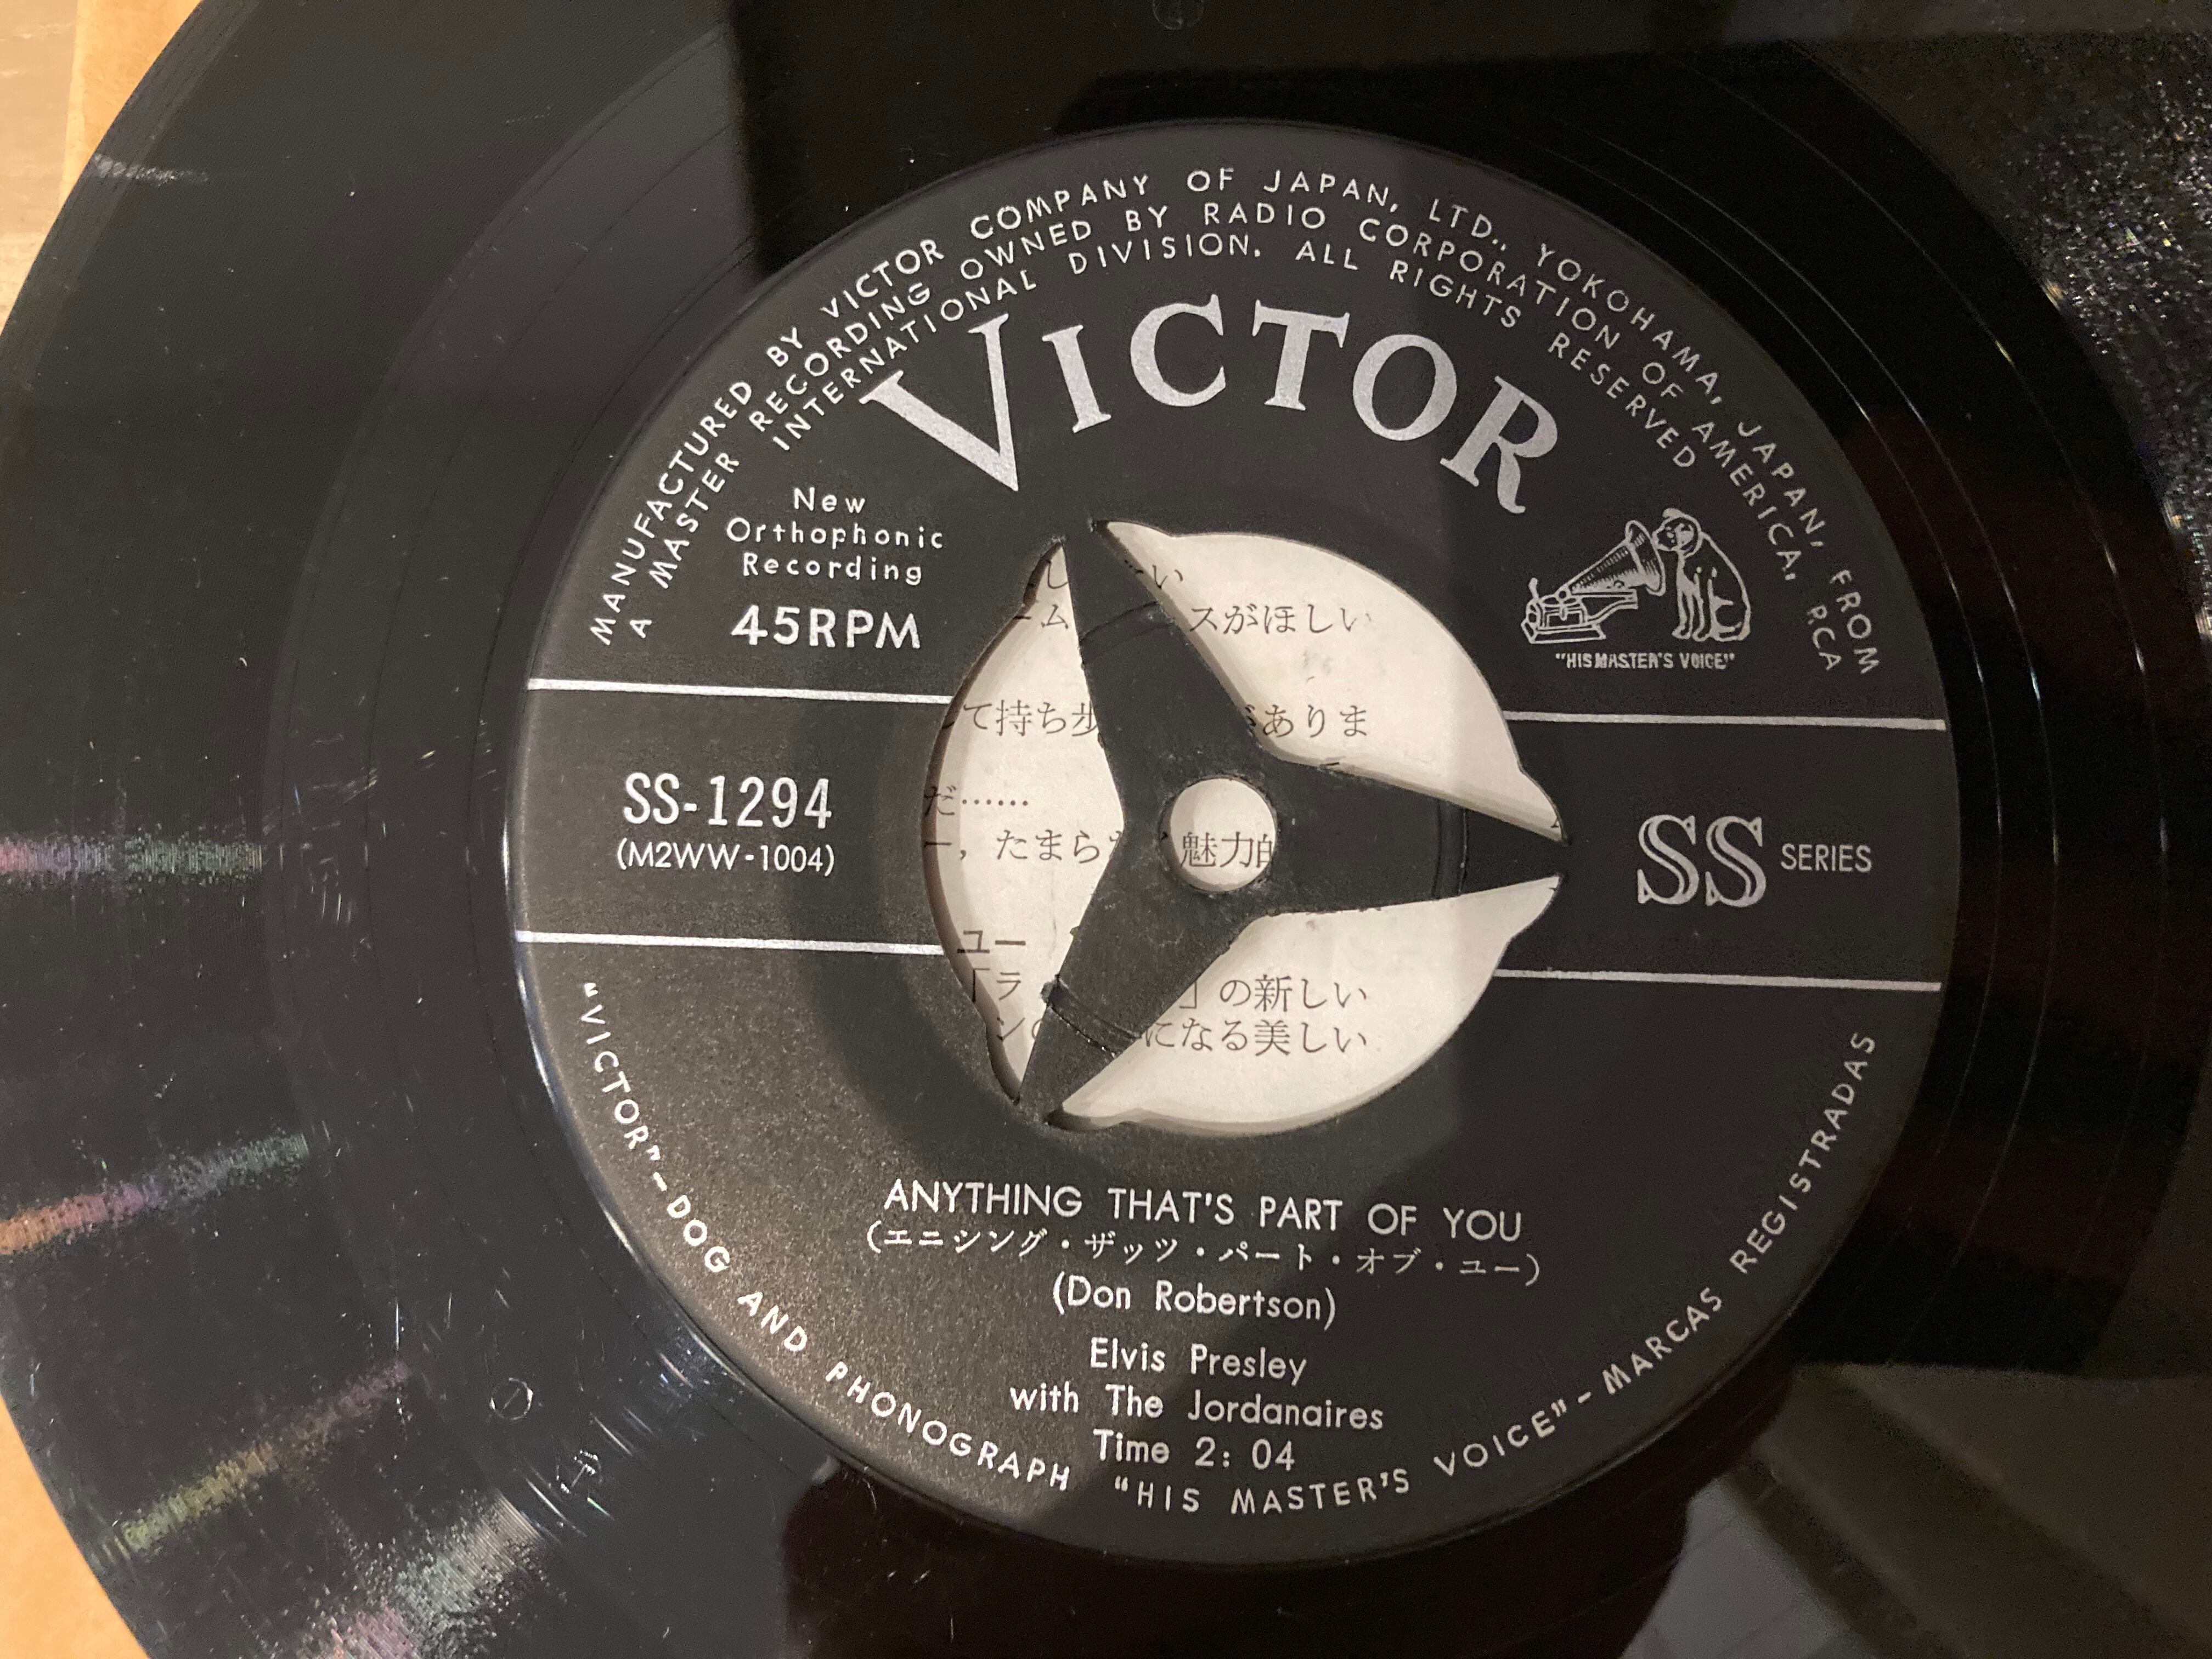 MANUFACTURED BY VICTOR COMPANY OF JAPAN, LTD., YOKOHAMA, JAPAN, FROM
A MASTER RECORDING OWNED BY RADIO CORPORATION OF AMERICA, RCA
INTERNATIONAL DIVISION. ALL RIGHTS RESERVED
VICTOR
New
Orthophonic
Recording
45RPM
"HIS MASTER'S VOICE"
い
スがほしい
て持ち歩 ありま
だ……
たまら 魅力的
ユー
「ラ 」の新しい
になる美しい
SS-1294
(M2WW-1004)
SS SERIES
ANYTHING THAT'S PART OF YOU
(エニシング・ザッツ・パート・オブ・ユー)
(Don Robertson)
Elvis Presley
with The Jordanaires
Time 2: 04
"VICTOR"-DOG AND PHONOGRAPH "HIS MASTER'S VOICE"-MARCAS REGISTRADAS